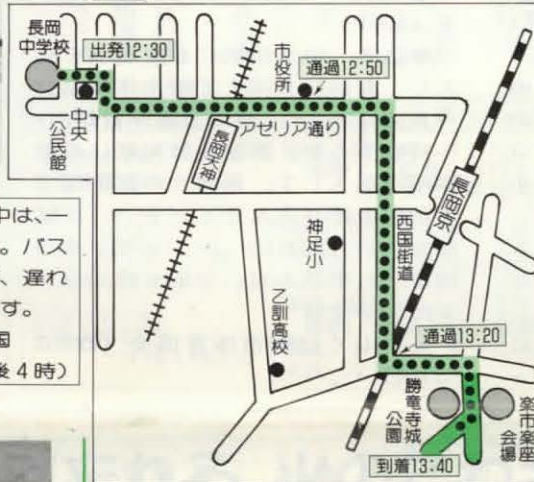 長岡
中学校
出発12:30
中央
公民館
市役所
通過12:50
アゼリア通り
長岡天神
長岡京
西国街道
神足小
乙訓高校
通過13:20
勝竜寺城
公園
楽市楽座
会場
到着13:40
中は、一
。バス
、遅れ
す。
国
後4時)